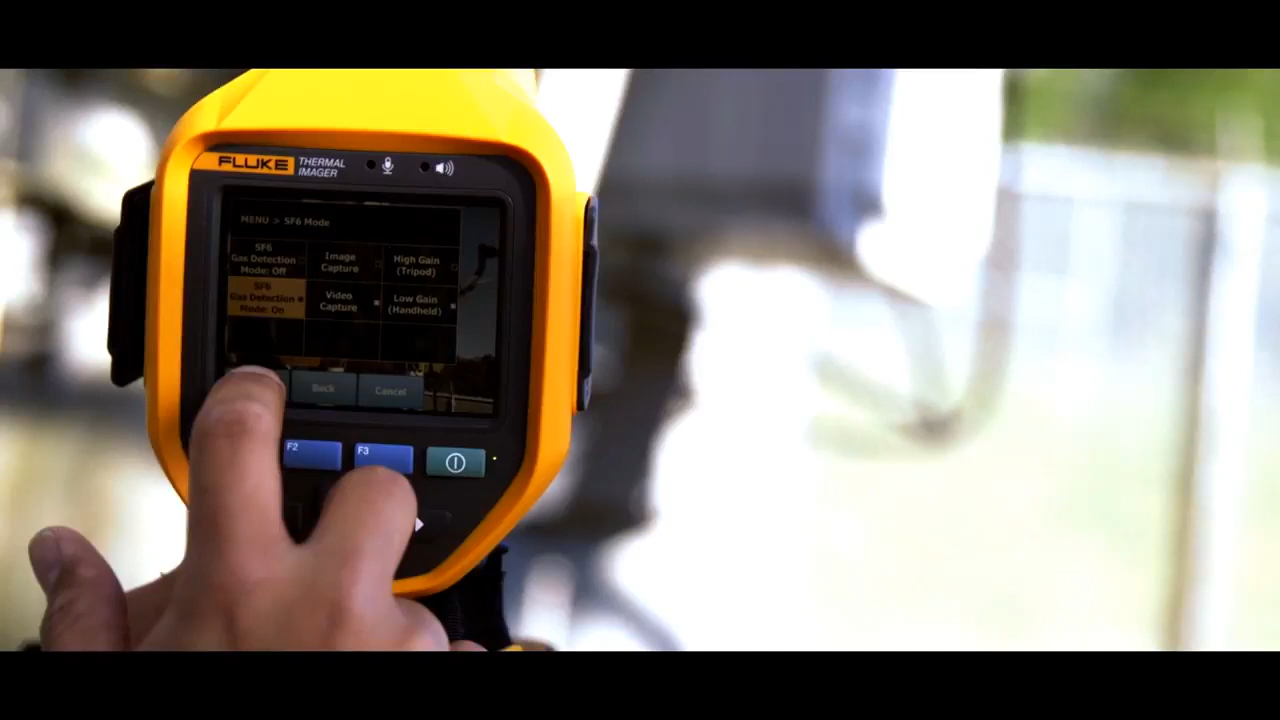 FLUKE
THERMAL
IMAGER
MENU > SF6 Mode
SF6
Gas Detection
Mode: Off
Image
Capture
High Gain
(Tripod)
SF6
Gas Detection
Mode: On
Video
Capture
Low Gain
(Handheld)
Back
Cancel
F2
F3